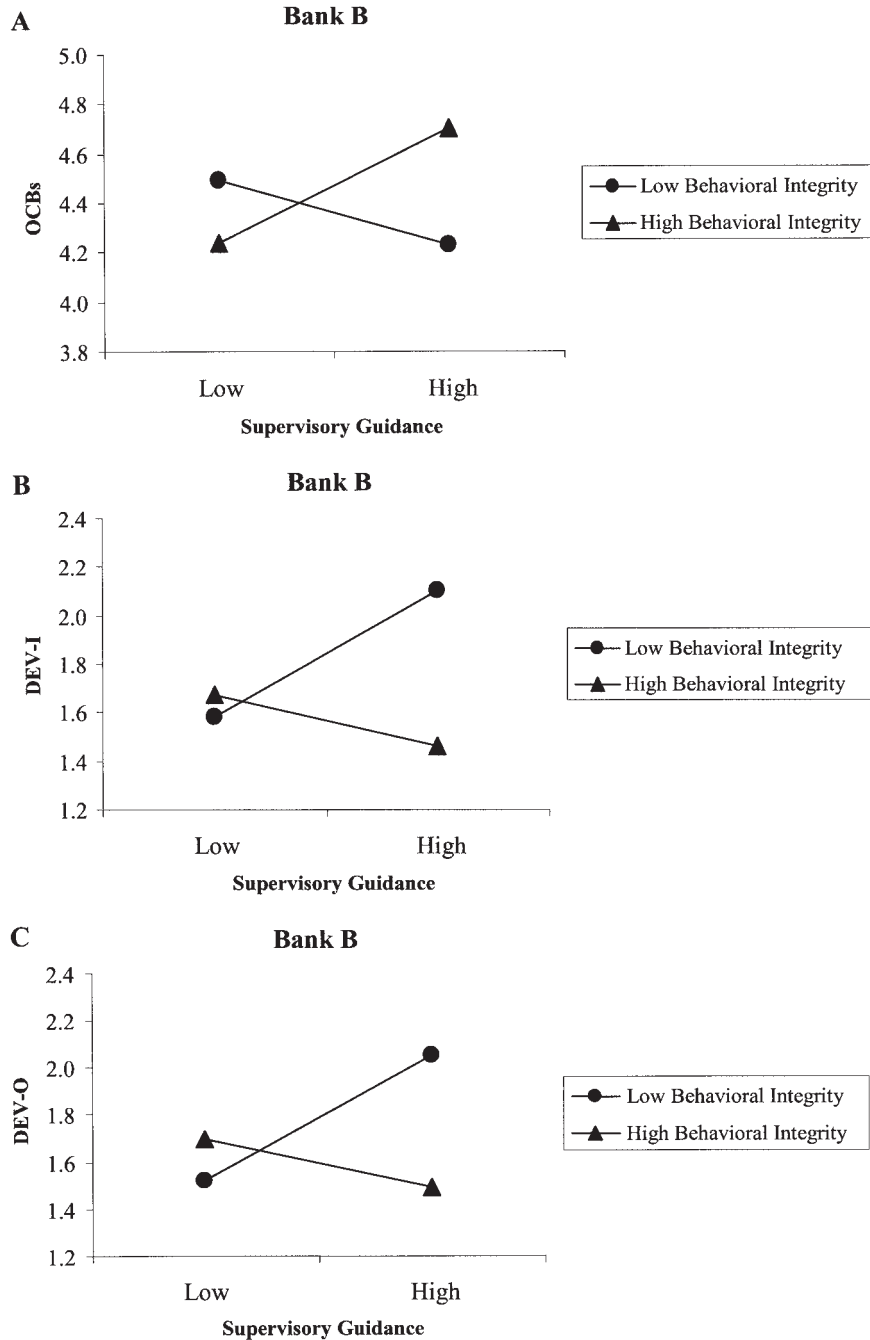 A
Bank B
5.0
4.8
4.6
4.4
4.2
4.0
3.8
OCBs
Low
High
Supervisory Guidance
Low Behavioral Integrity
High Behavioral Integrity
B
Bank B
2.4
2.2
2.0
1.8
1.6
1.4
1.2
DEV-I
Low
High
Supervisory Guidance
Low Behavioral Integrity
High Behavioral Integrity
C
Bank B
2.4
2.2
2.0
1.8
1.6
1.4
1.2
DEV-O
Low
High
Supervisory Guidance
Low Behavioral Integrity
High Behavioral Integrity